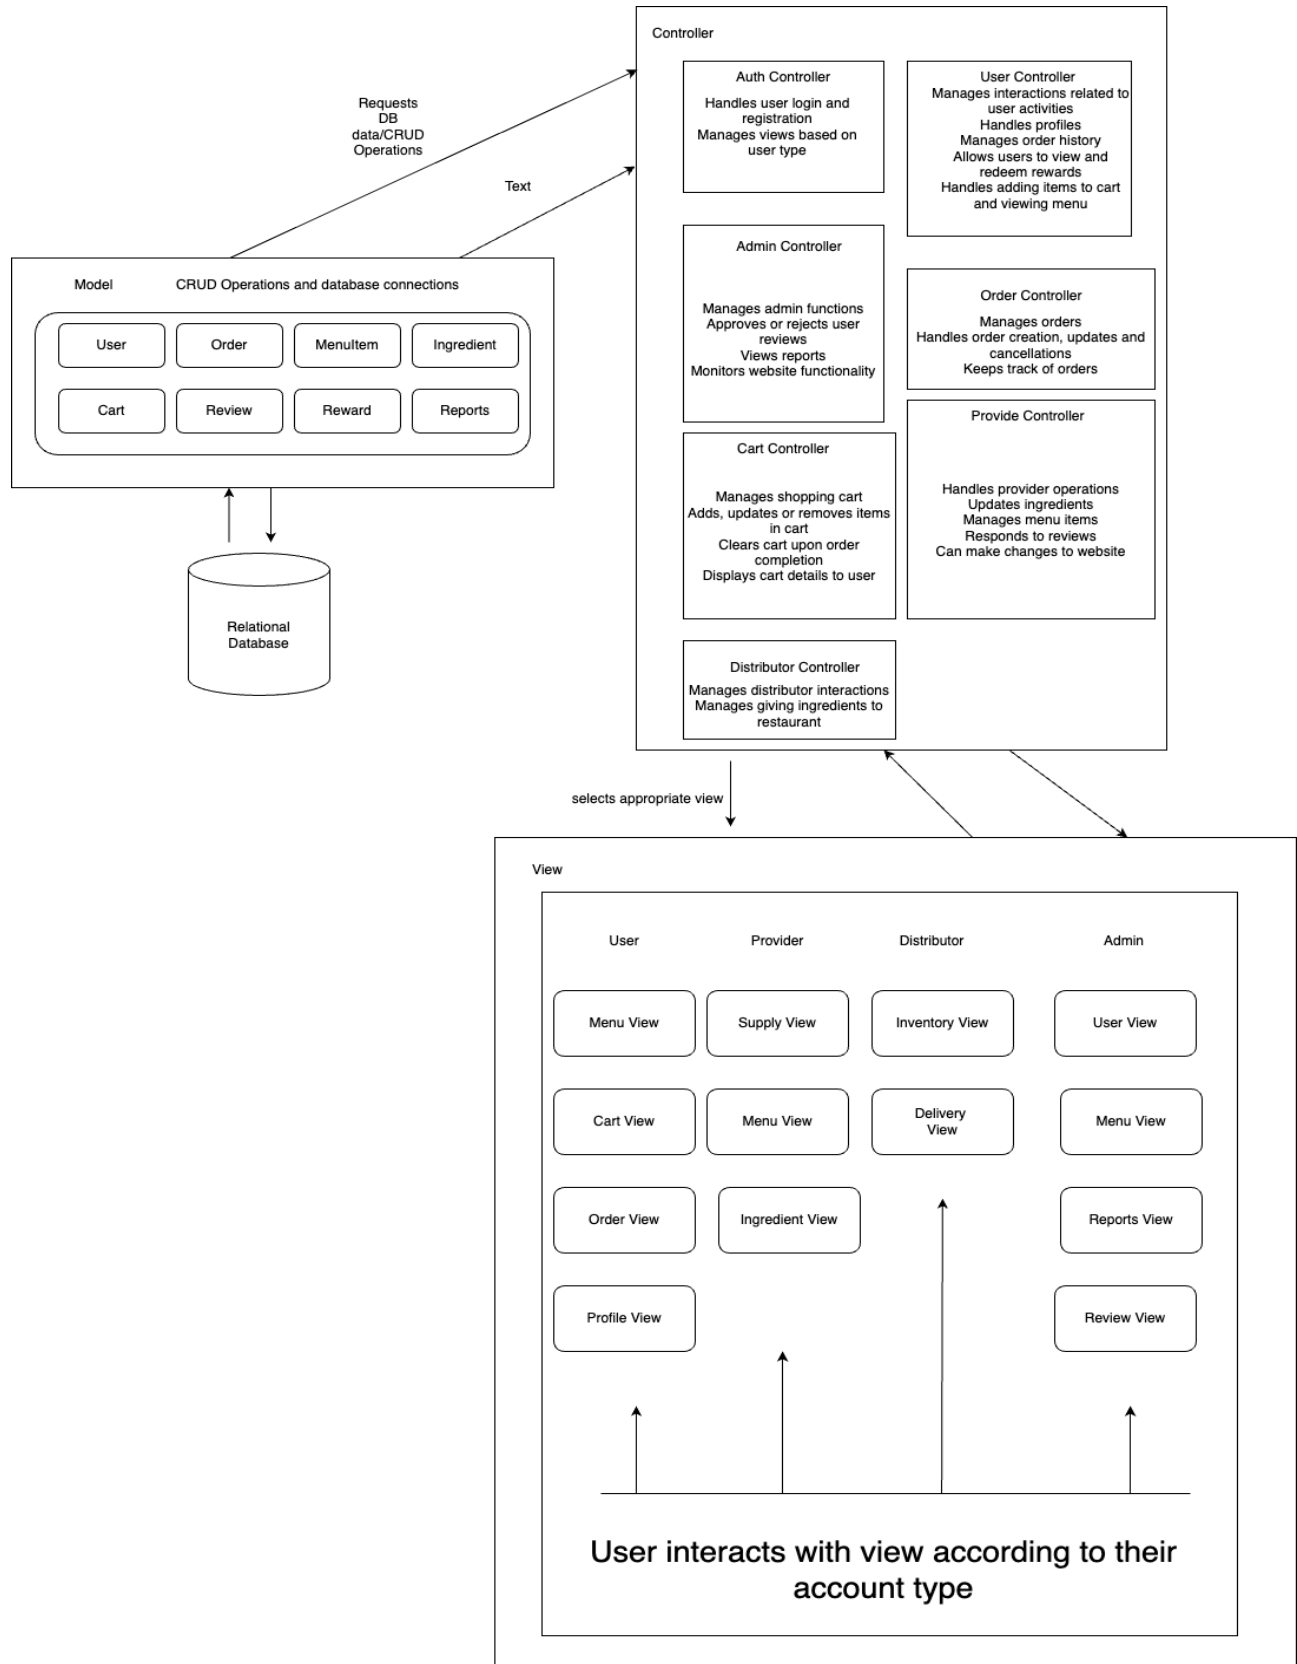 Controller
Auth Controller
Handles user login and
registration
Manages views based on
user type
User Controller
Manages interactions related to
user activities
Handles profiles
Manages order history
Allows users to view and
redeem rewards
Handles adding items to cart
and viewing menu
Requests
DB
data/CRUD
Operations
Text
Admin Controller
Manages admin functions
Approves or rejects user
reviews
Views reports
Monitors website functionality
Order Controller
Manages orders
Handles order creation, updates and
cancellations
Keeps track of orders
Model
CRUD Operations and database connections
User
Order
MenuItem
Ingredient
Cart
Review
Reward
Reports
Cart Controller
Manages shopping cart
Adds, updates or removes items
in cart
Clears cart upon order
completion
Displays cart details to user
Provide Controller
Handles provider operations
Updates ingredients
Manages menu items
Responds to reviews
Can make changes to website
Relational
Database
Distributor Controller
Manages distributor interactions
Manages giving ingredients to
restaurant
selects appropriate view
View
User
Provider
Distributor
Admin
Menu View
Supply View
Inventory View
User View
Cart View
Menu View
Delivery
View
Menu View
Order View
Ingredient View
Reports View
Profile View
Review View
User interacts with view according to their
account type